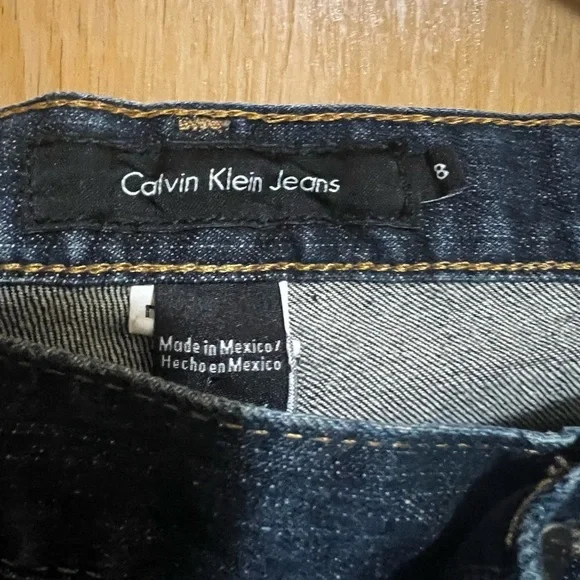 Calvin Klein Jeans
8
Made in Mexico/
Hecho en Mexico